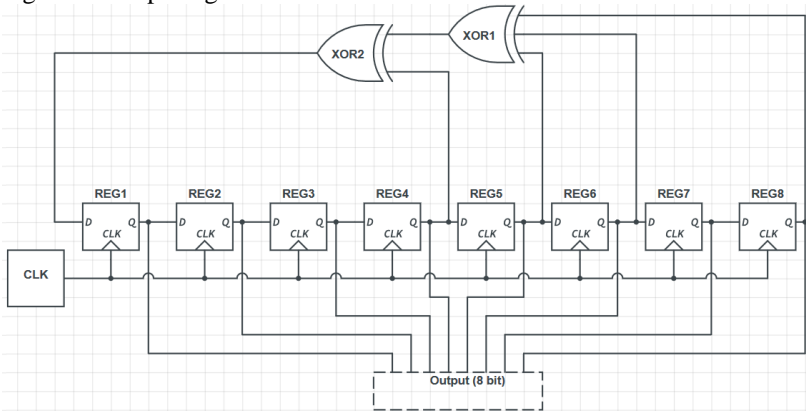 XOR1
XOR2
REG1 REG2 REG3 REG4 REG5 REG6 REG7 REG8
D Q D Q D Q D Q D Q D Q D Q D Q
CLK CLK CLK CLK CLK CLK CLK CLK
CLK
Output (8 bit)